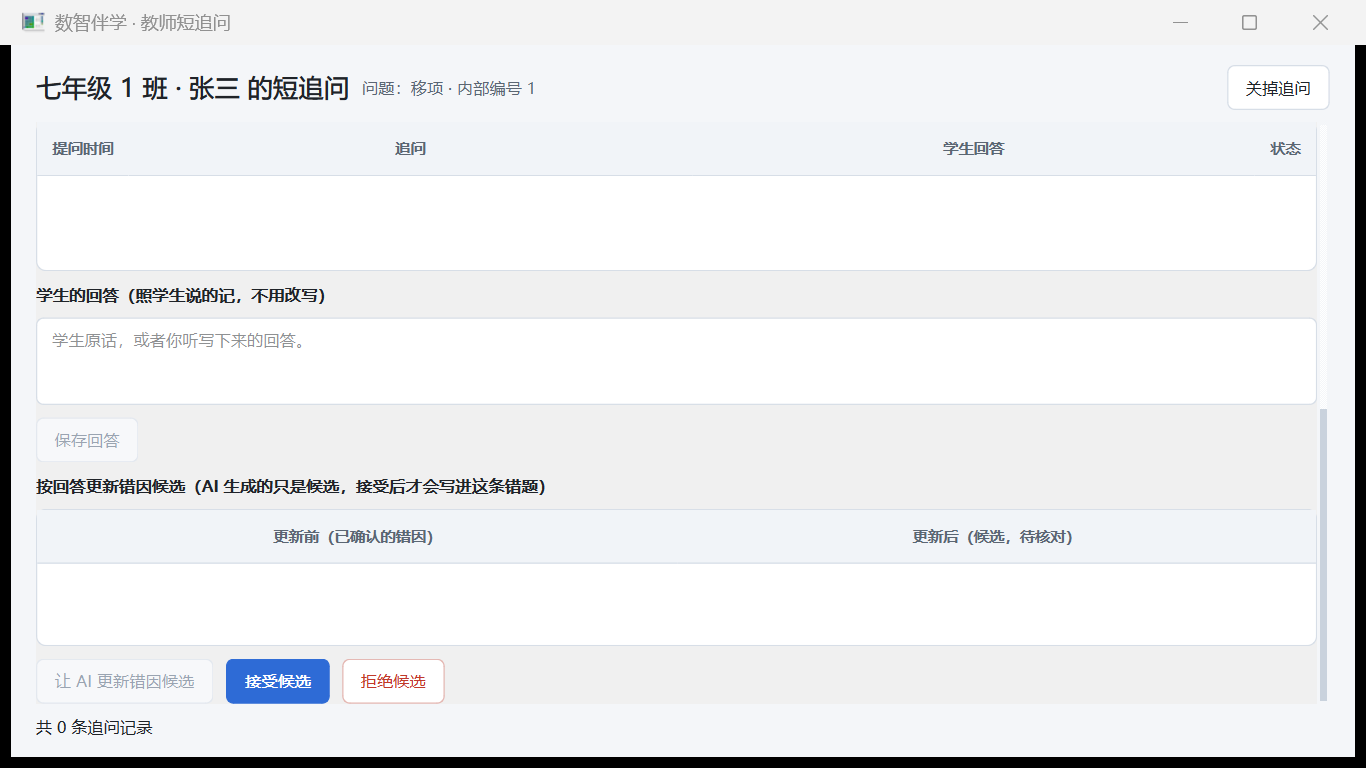 数智伴学 · 教师短追问
七年级 1 班 · 张三 的短追问 问题：移项 · 内部编号 1 关掉追问
提问时间 追问 学生回答 状态
学生的回答（照学生说的记，不用改写）
学生原话，或者你听写下来的回答。
保存回答
按回答更新错因候选（AI 生成的只是候选，接受后才会写进这条错题）
更新前（已确认的错因） 更新后（候选，待核对）
让 AI 更新错因候选 接受候选 拒绝候选
共 0 条追问记录